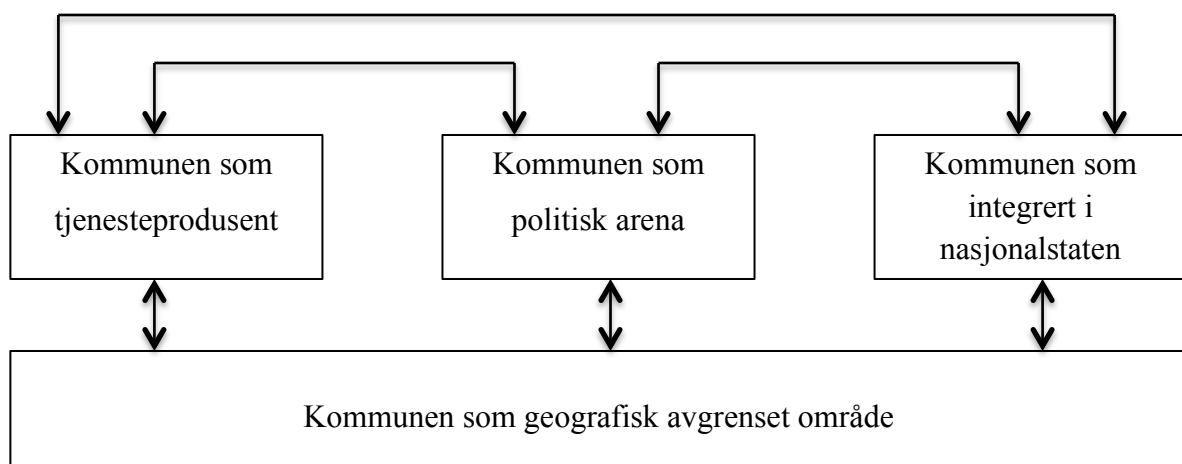 Kommunen som
tjenesteprodusent
Kommunen som
politisk arena
Kommunen som
integrert i
nasjonalstaten
Kommunen som geografisk avgrenset område